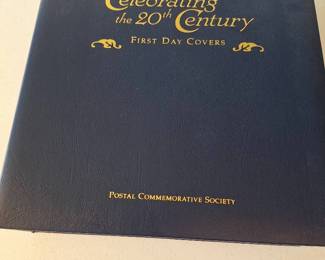 Celebrating
the 20th Century
First Day Covers
Postal Commemorative Society